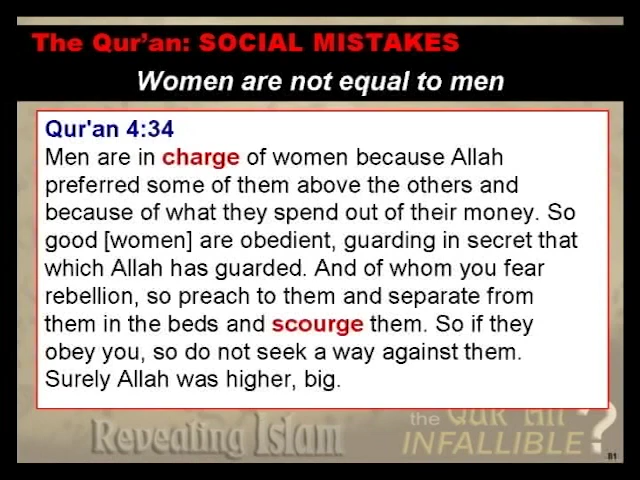 The Qur'an: SOCIAL MISTAKES
Women are not equal to men
Qur'an 4:34
Men are in charge of women because Allah
preferred some of them above the others and
because of what they spend out of their money. So
good [women] are obedient, guarding in secret that
which Allah has guarded. And of whom you fear
rebellion, so preach to them and separate from
them in the beds and scourge them. So if they
obey you, so do not seek a way against them.
Surely Allah was higher, big.
Revealing Islam
the Qur'an
INFALLIBLE?
81